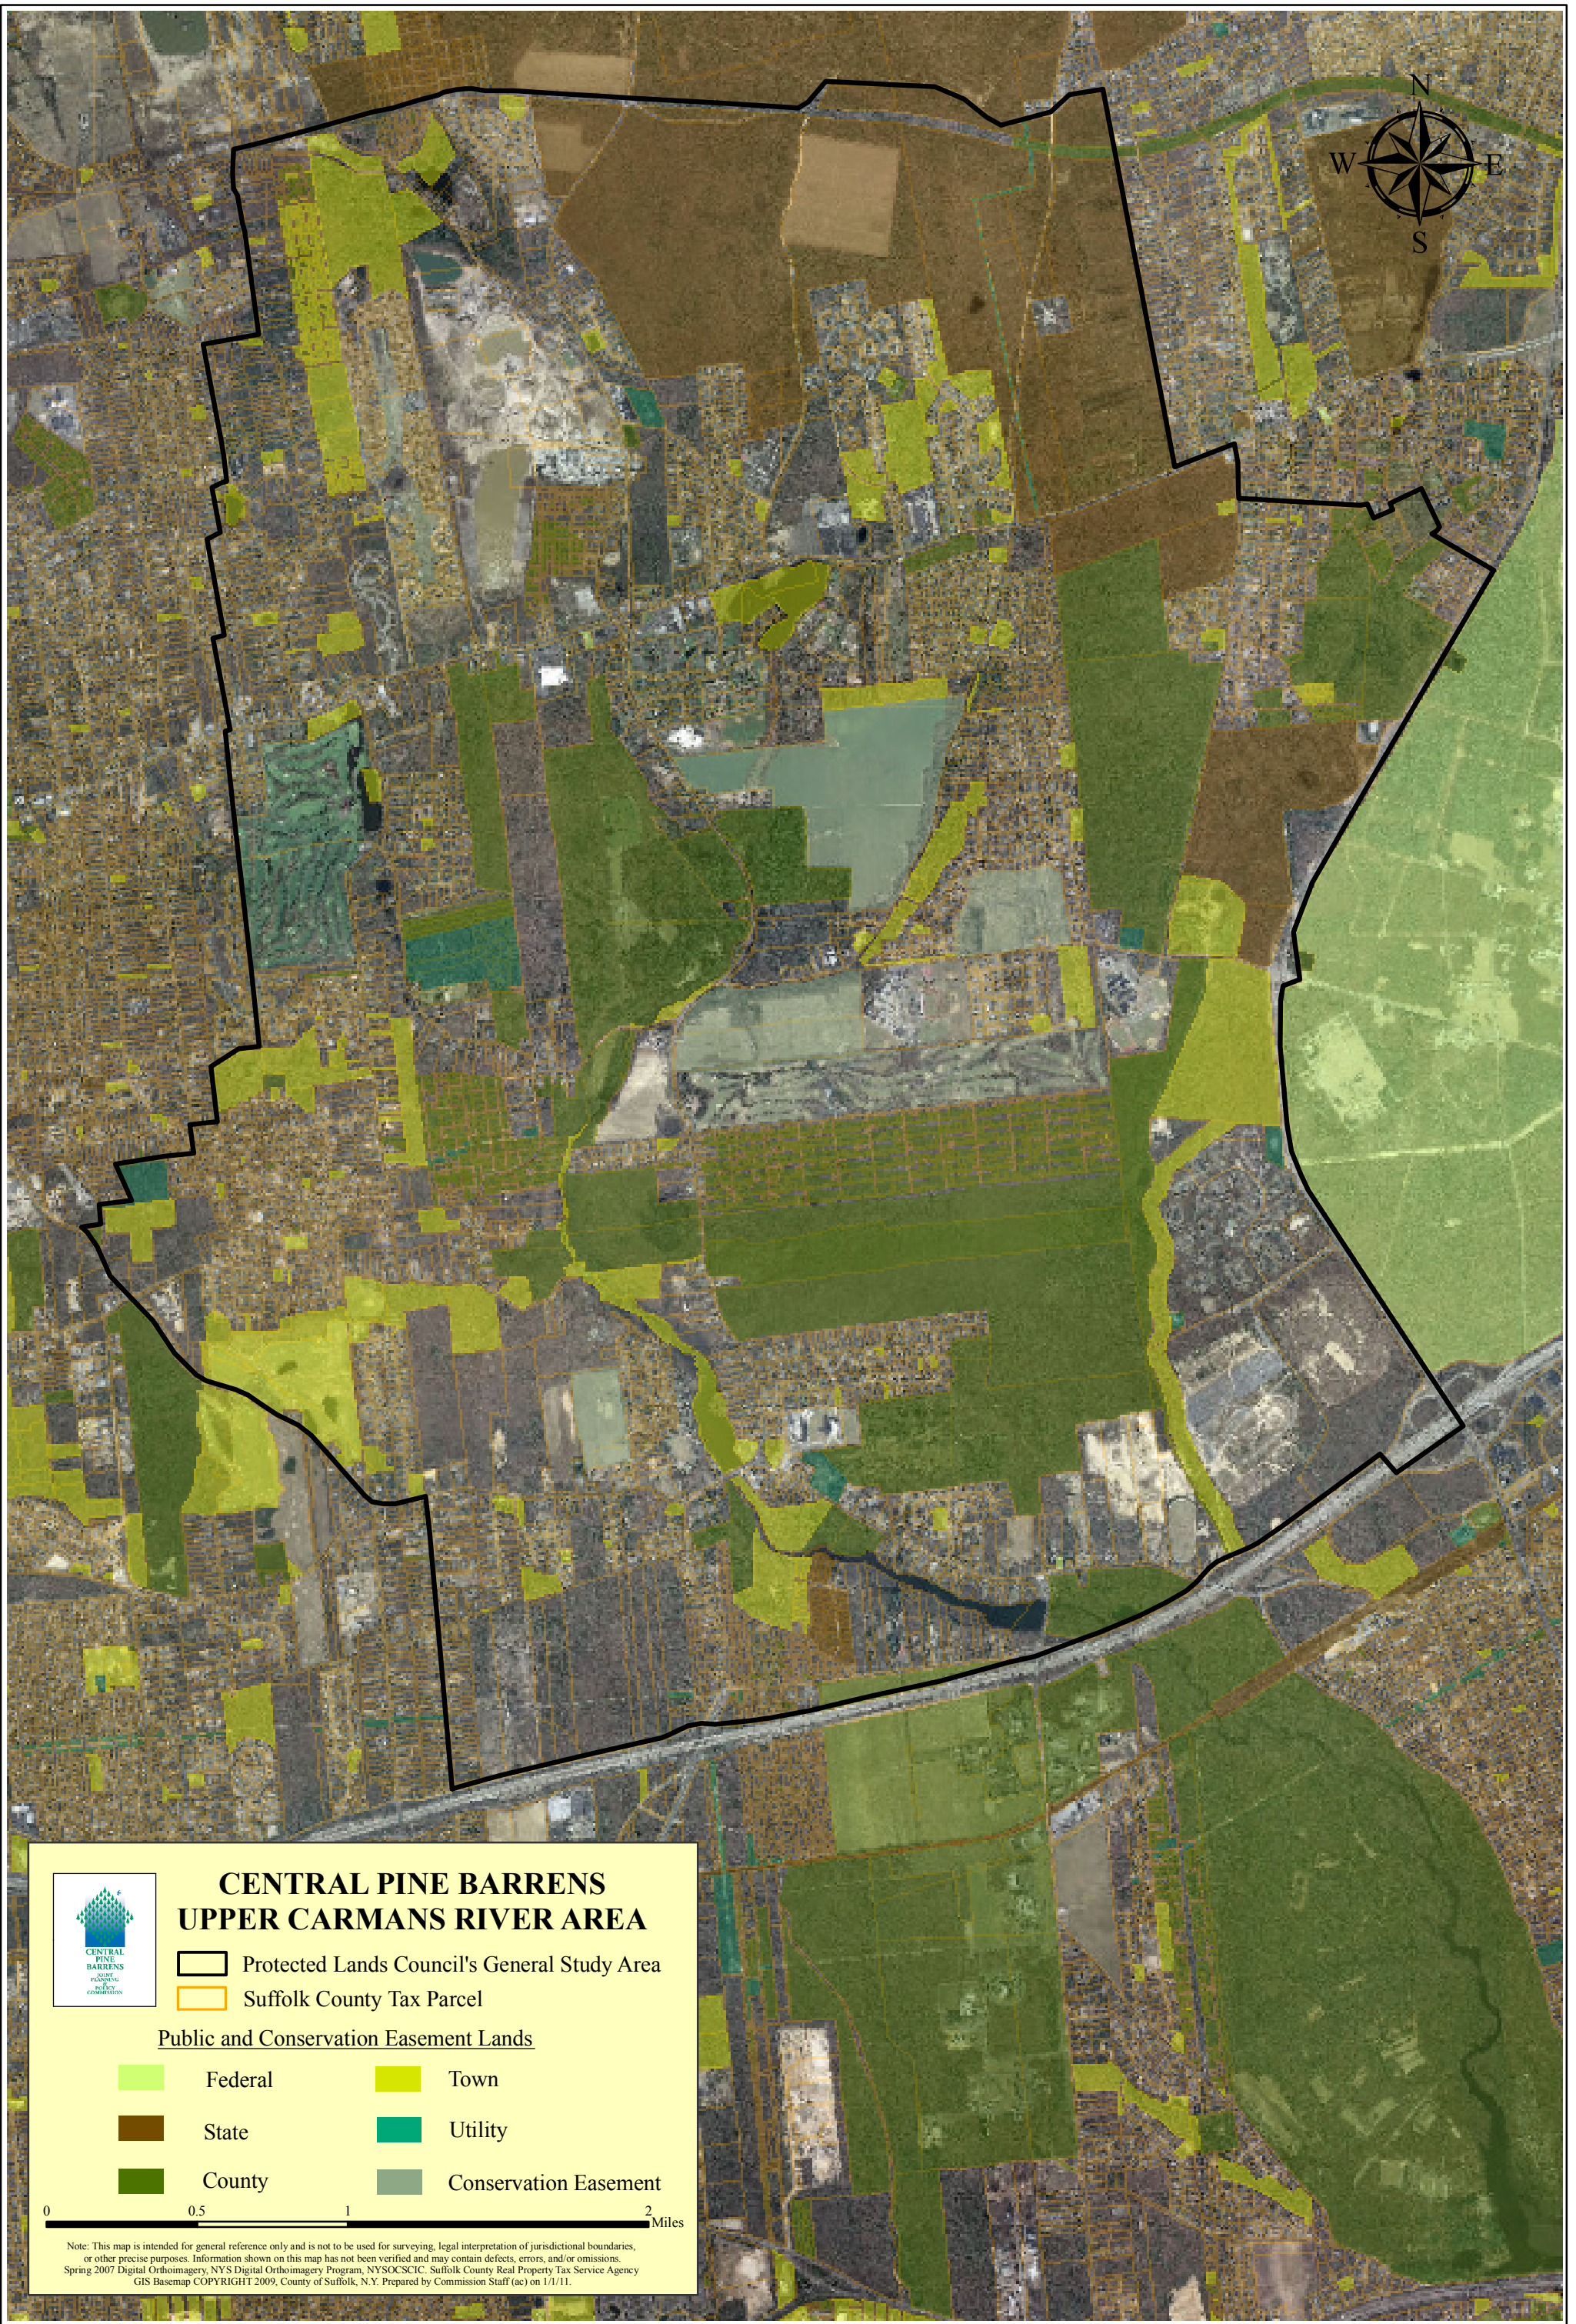 N
W
E
S
CENTRAL PINE BARRENS
UPPER CARMANS RIVER AREA
CENTRAL
PINE
BARRENS
JOINT
PLANNING
&
POLICY
COMMISSION
Protected Lands Council's General Study Area
Suffolk County Tax Parcel
Public and Conservation Easement Lands
Federal
Town
State
Utility
County
Conservation Easement
0 0.5 1 2
Miles
Note: This map is intended for general reference only and is not to be used for surveying, legal interpretation of jurisdictional boundaries,
or other precise purposes. Information shown on this map has not been verified and may contain defects, errors, and/or omissions.
Spring 2007 Digital Orthoimagery, NYS Digital Orthoimagery Program, NYSOCSCIC. Suffolk County Real Property Tax Service Agency
GIS Basemap COPYRIGHT 2009, County of Suffolk, N.Y. Prepared by Commission Staff (ac) on 1/1/11.